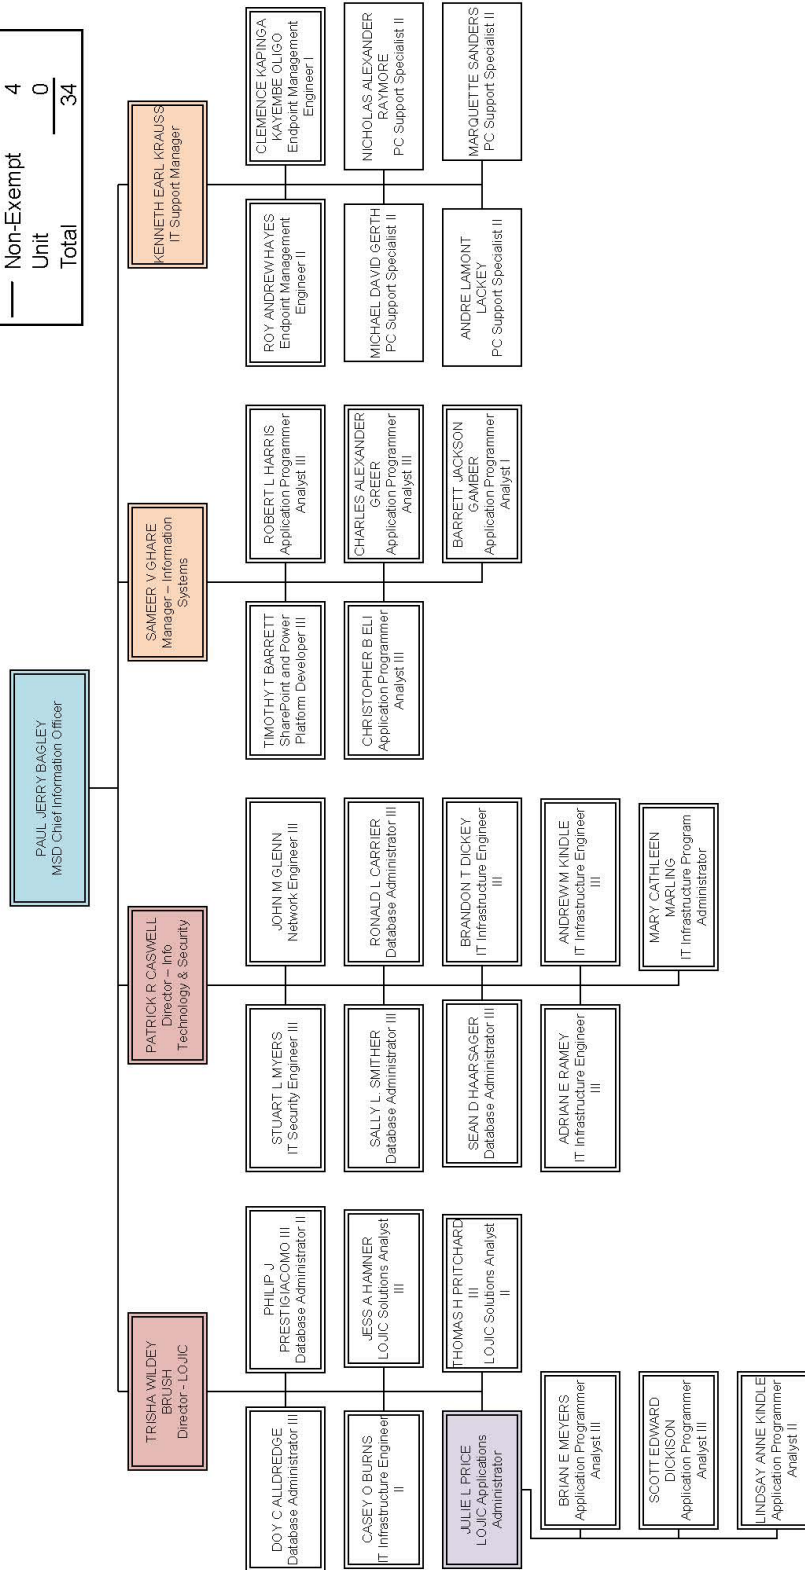 — Non-Exempt 4
Unit 0
Total 34
PAUL JERRY BAGLEY
MSD Chief Information Officer
TRISHA WILDEY
BRUSH
Director - LOJIC
PATRICK R CASWELL
Director – Info
Technology & Security
SAMEER V GHARE
Manager – Information
Systems
KENNETH EARL KRAUSS
IT Support Manager
DOY C ALLDREDGE
Database Administrator III
PHILIP J
PRESTIGIACOMO III
Database Administrator II
CASEY O BURNS
IT Infrastructure Engineer
II
JESS A HAMNER
LOJIC Solutions Analyst
III
JULIE L PRICE
LOJIC Applications
Administrator
THOMAS H PRITCHARD
III
LOJIC Solutions Analyst
II
BRIAN E MEYERS
Application Programmer
Analyst III
SCOTT EDWARD
DICKISON
Application Programmer
Analyst III
LINDSAY ANNE KINDLE
Application Programmer
Analyst II
STUART L MYERS
IT Security Engineer III
JOHN M GLENN
Network Engineer III
SALLY L. SMITHER
Database Administrator III
RONALD L CARRIER
Database Administrator III
SEAN D HAARSAGER
Database Administrator III
BRANDON T DICKEY
IT Infrastructure Engineer
III
ADRIAN E RAMEY
IT Infrastructure Engineer
III
ANDREW M KINDLE
IT Infrastructure Engineer
III
MARY CATHLEEN
MARLING
IT Infrastructure Program
Administrator
TIMOTHY T BARRETT
SharePoint and Power
Platform Developer III
ROBERT L HARRIS
Application Programmer
Analyst III
CHRISTOPHER B ELI
Application Programmer
Analyst III
CHARLES ALEXANDER
GREER
Application Programmer
Analyst III
BARRETT JACKSON
GAMBER
Application Programmer
Analyst I
ROY ANDREW HAYES
Endpoint Management
Engineer II
CLEMENCE KAPINGA
KAYEMBE OLIGO
Endpoint Management
Engineer I
MICHAEL DAVID GERTH
PC Support Specialist II
NICHOLAS ALEXANDER
RAYMORE
PC Support Specialist II
ANDRE LAMONT
LACKEY
PC Support Specialist II
MARQUETTE SANDERS
PC Support Specialist II